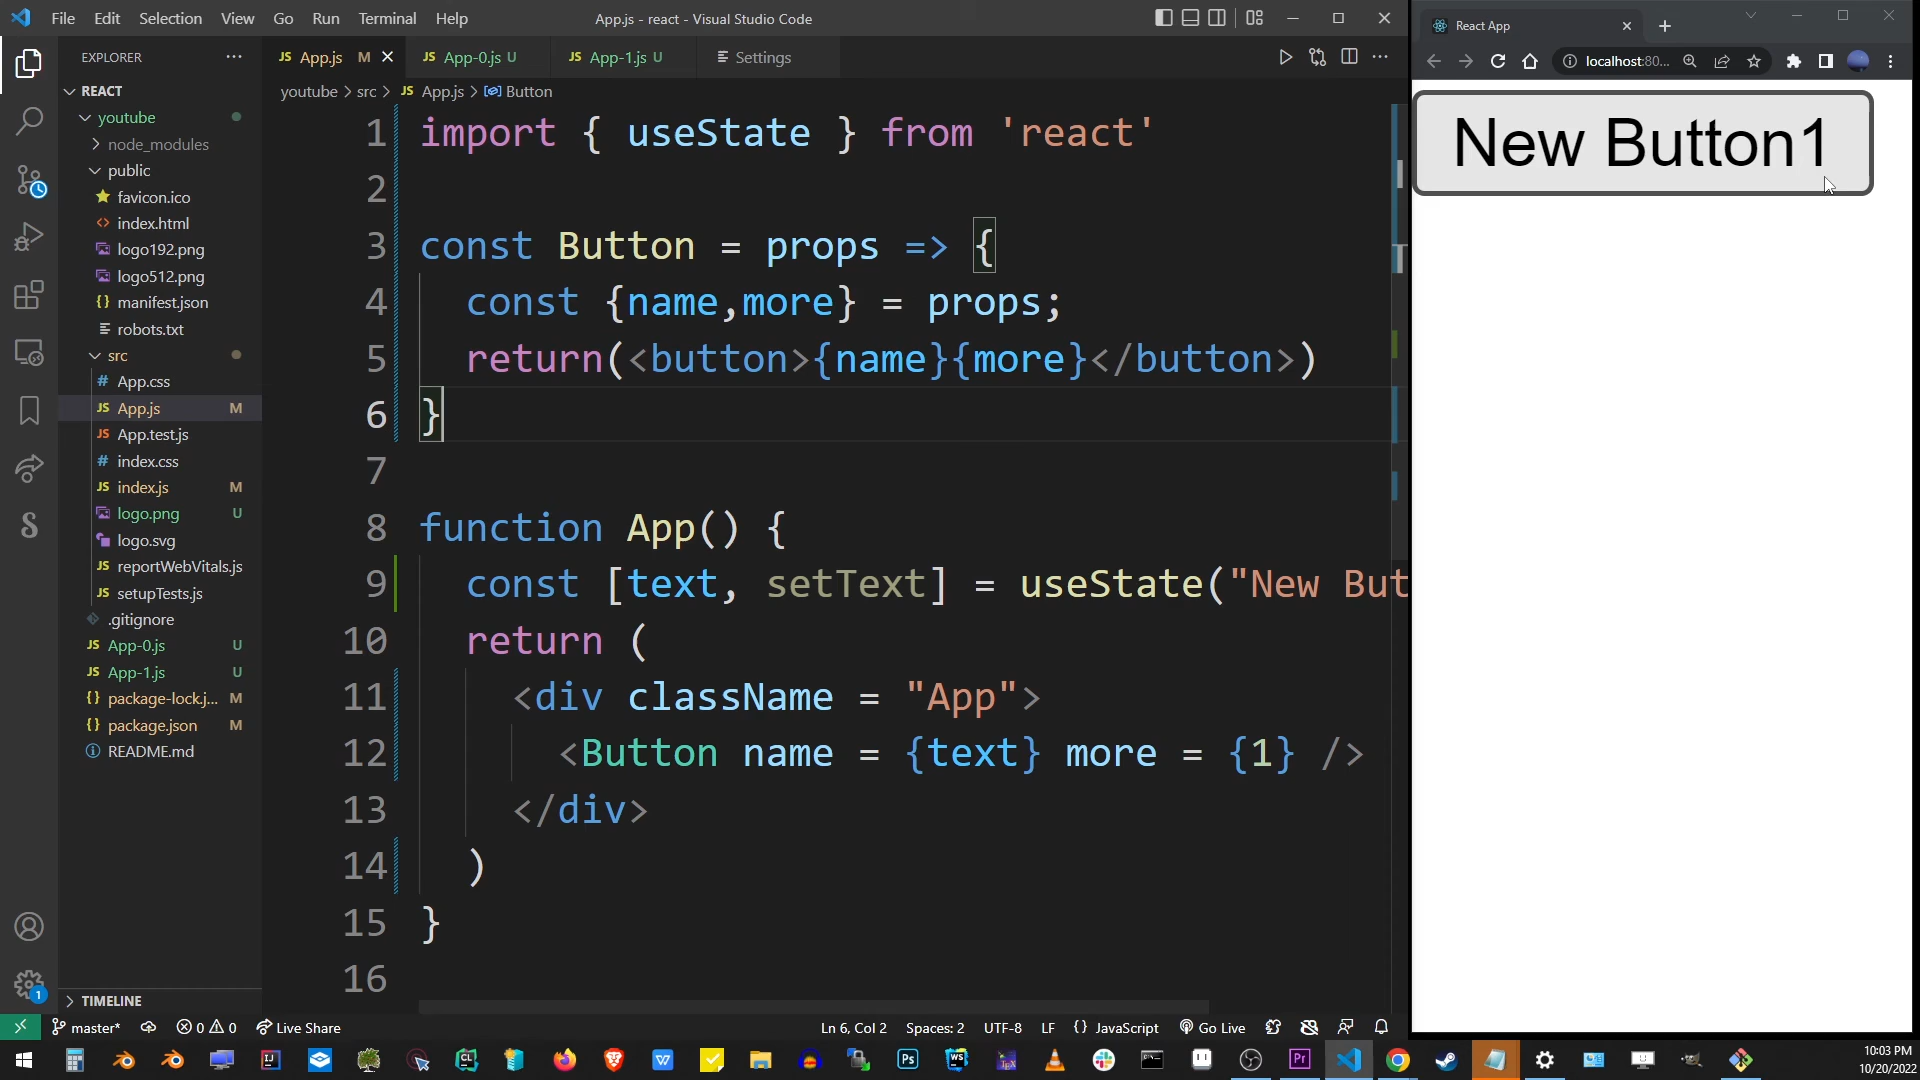 File Edit Selection View Go Run Terminal Help
App.js - react - Visual Studio Code
EXPLORER
JS App.js M
JS App-0.js U
JS App-1.js U
Settings
youtube > src > JS App.js > Button
REACT
youtube
node_modules
public
favicon.ico
index.html
logo192.png
logo512.png
{} manifest.json
robots.txt
src
# App.css
JS App.js M
JS App.test.js
# index.css
JS index.js M
logo.png U
logo.svg
JS reportWebVitals.js
JS setupTests.js
.gitignore
JS App-0.js U
JS App-1.js U
{} package-lock.j... M
{} package.json M
README.md
TIMELINE
1 import { useState } from 'react'
2
3 const Button = props => {
4 const {name,more} = props;
5 return(<button>{name}{more}</button>)
6 }
7
8 function App() {
9 const [text, setText] = useState("New But
10 return (
11 <div className = "App">
12 <Button name = {text} more = {1} />
13 </div>
14 )
15 }
16
React App
localhost:80...
New Button1
master* 0 0 Live Share
Ln 6, Col 2 Spaces: 2 UTF-8 LF {} JavaScript Go Live
1
10:03 PM
10/20/2022